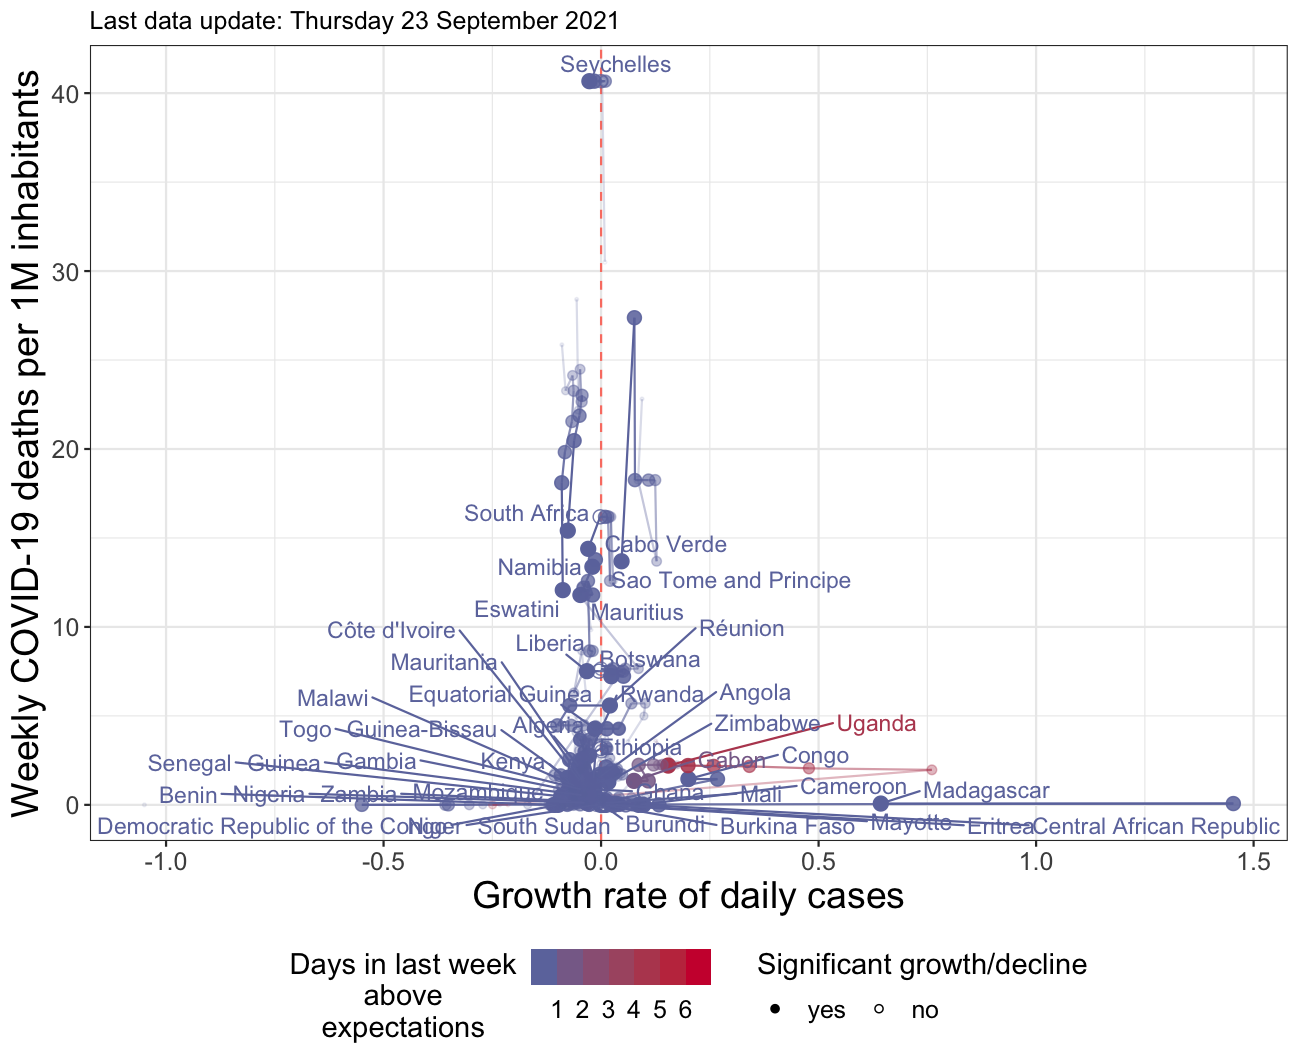 Last data update: Thursday 23 September 2021
Weekly COVID-19 deaths per 1M inhabitants
40
30
20
10
0
Seychelles
South Africa
Cabo Verde
Namibia
Sao Tome and Principe
Eswatini
Mauritius
Côte d'Ivoire
Réunion
Liberia
Mauritania
Botswana
Malawi
Equatorial Guinea
Rwanda
Angola
Togo
Guinea-Bissau
Algeria
Zimbabwe
Uganda
Senegal
Guinea
Gambia
Kenya
Ethiopia
Gabon
Congo
Benin
Nigeria
Zambia
Mozambique
Ghana
Mali
Cameroon
Madagascar
Democratic Republic of the Congo
Niger
South Sudan
Burundi
Burkina Faso
Mayotte
Eritrea
Central African Republic
-1.0
-0.5
0.0
0.5
1.0
1.5
Growth rate of daily cases
Days in last week
above
expectations
1 2 3 4 5 6
Significant growth/decline
yes
no